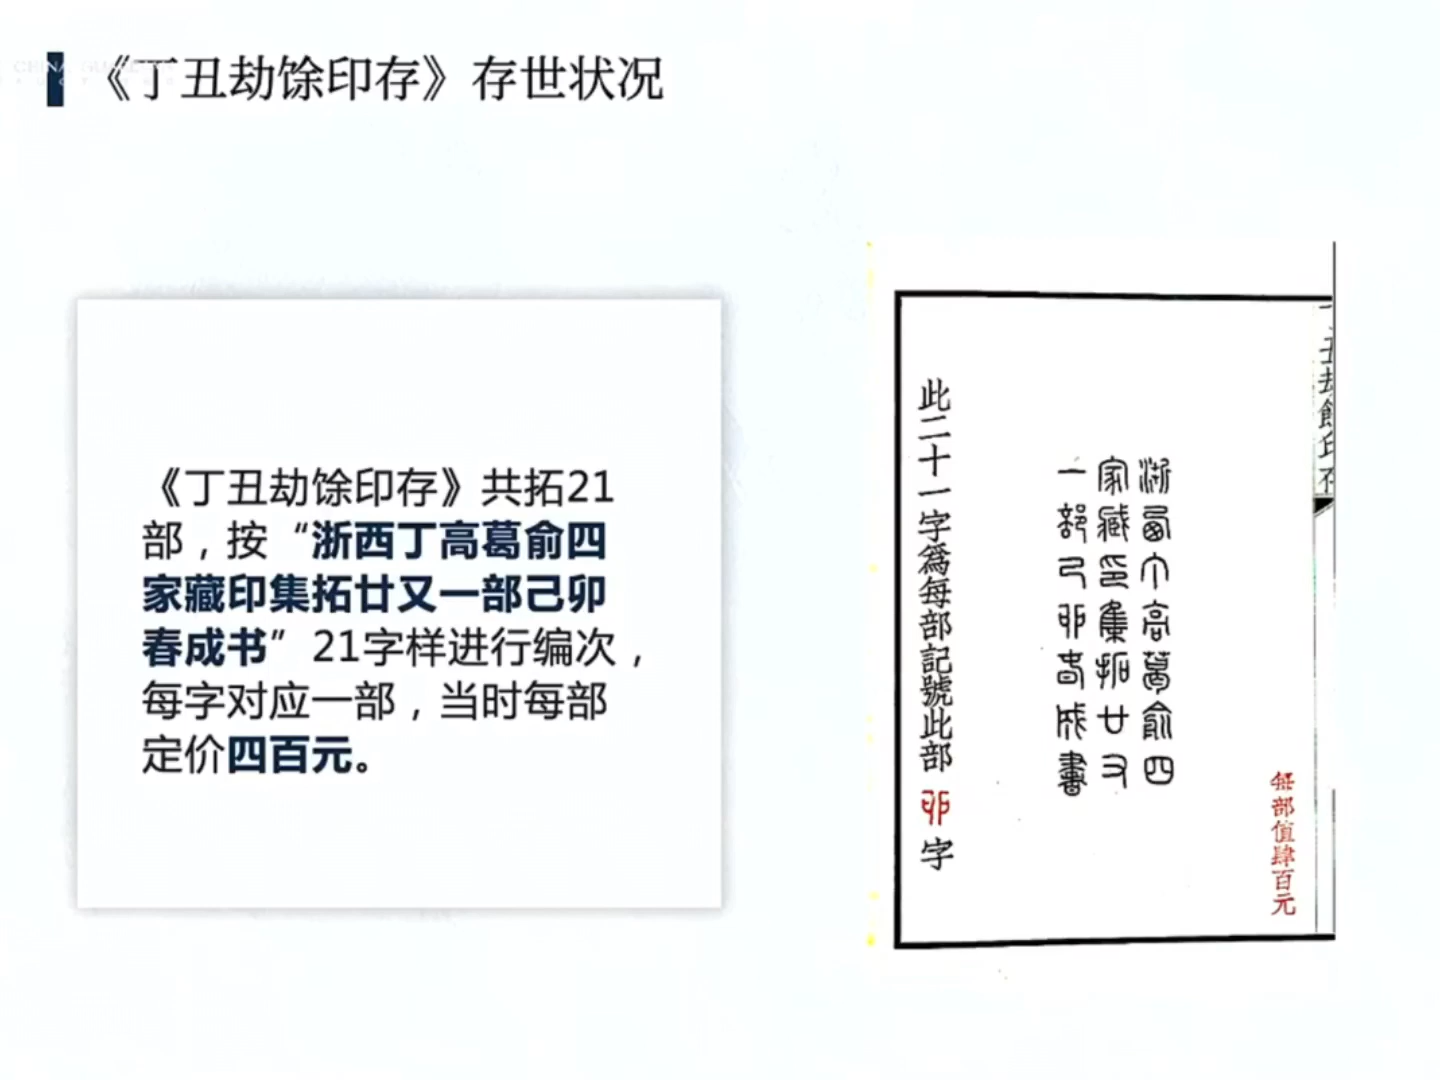 《丁丑劫馀印存》存世状况
《丁丑劫馀印存》共拓21
部，按“浙西丁高葛俞四
家藏印集拓廿又一部己卯
春成书”21字样进行编次，
每字对应一部，当时每部
定价四百元。
每部值肆百元
浙西丁高葛俞四
家藏印集拓廿又
一部己卯春成書
此二十一字爲每部記號此部卯字